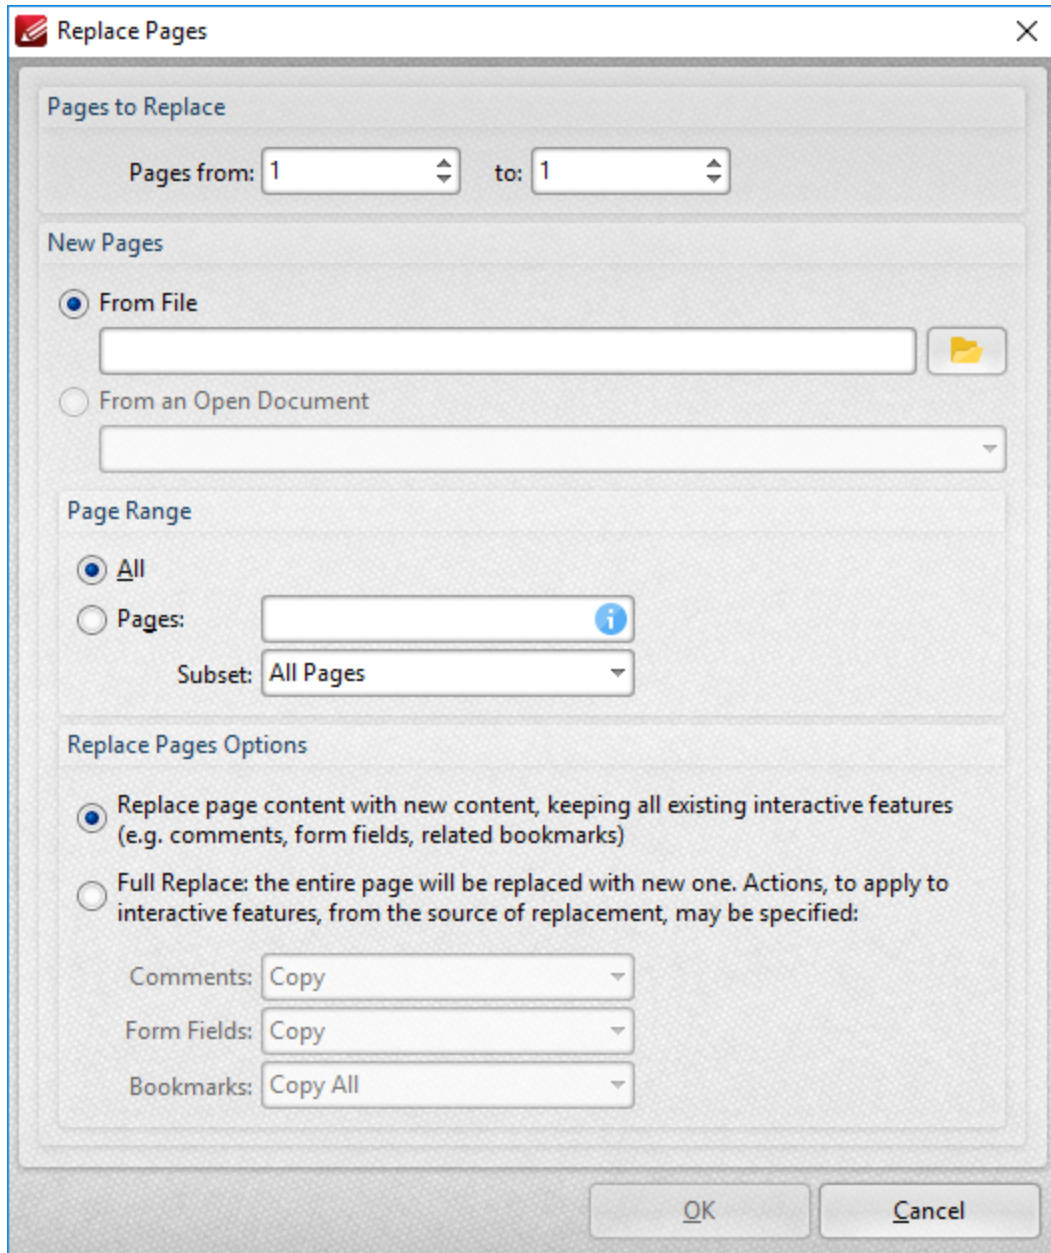 Replace Pages
Pages to Replace
Pages from: 1 to: 1
New Pages
From File
From an Open Document
Page Range
All
Pages:
Subset: All Pages
Replace Pages Options
Replace page content with new content, keeping all existing interactive features
(e.g. comments, form fields, related bookmarks)
Full Replace: the entire page will be replaced with new one. Actions, to apply to
interactive features, from the source of replacement, may be specified:
Comments: Copy
Form Fields: Copy
Bookmarks: Copy All
OK Cancel